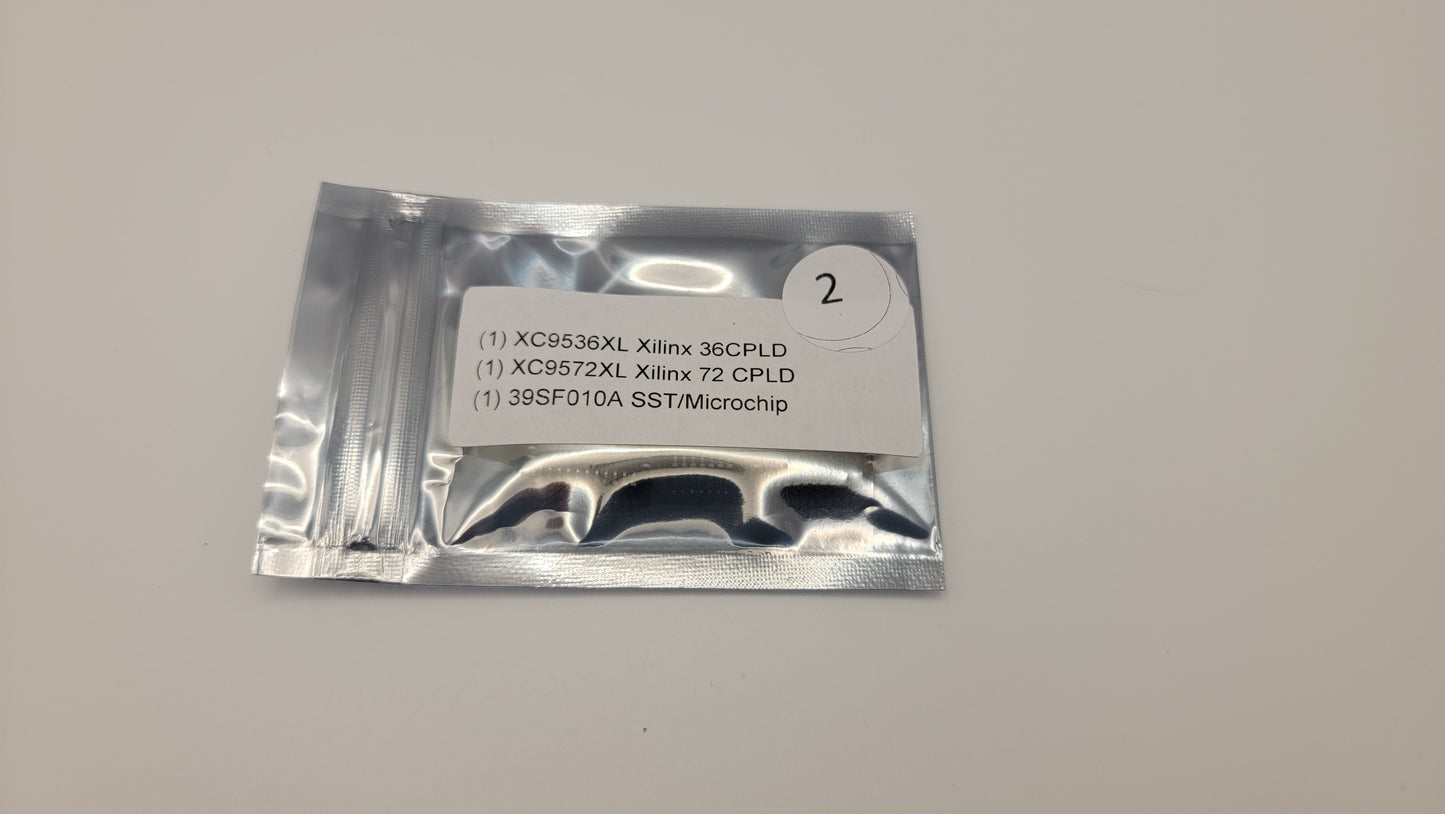 2
(1) XC9536XL Xilinx 36CPLD
(1) XC9572XL Xilinx 72 CPLD
(1) 39SF010A SST/Microchip